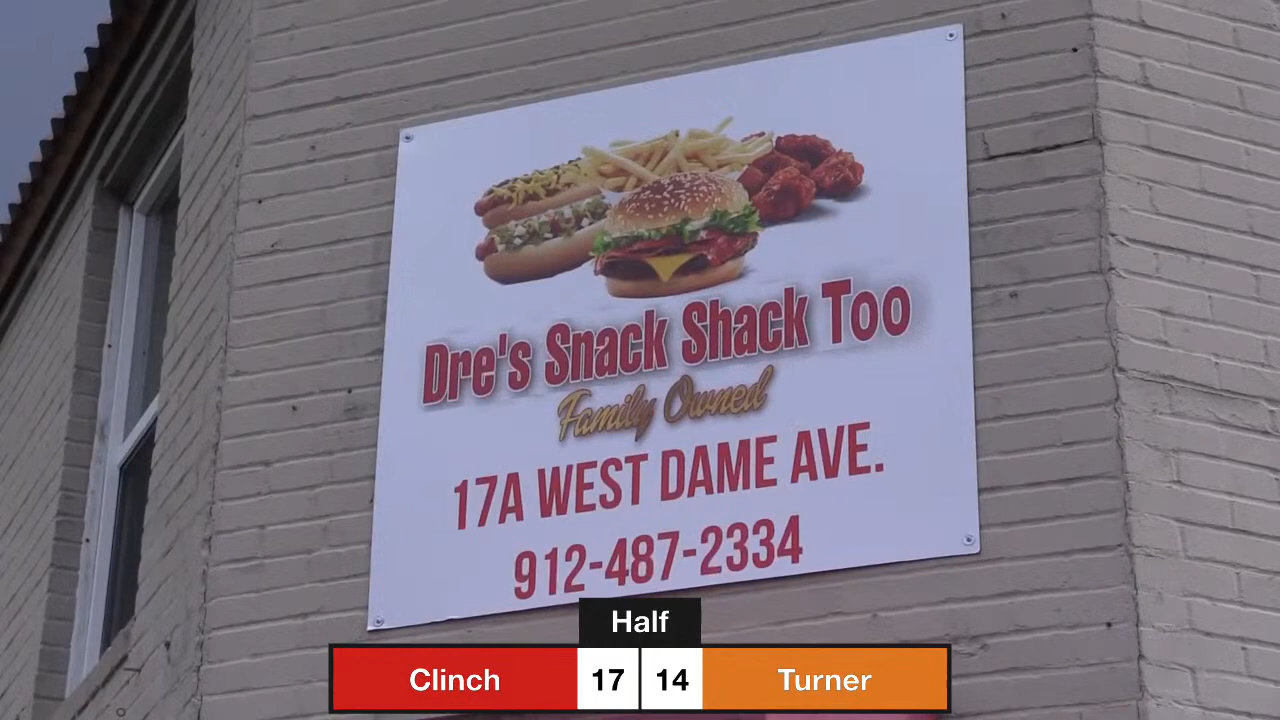 Dre's Snack Shack Too
Family Owned
17A WEST DAME AVE.
912-487-2334
Half
Clinch 17 14 Turner